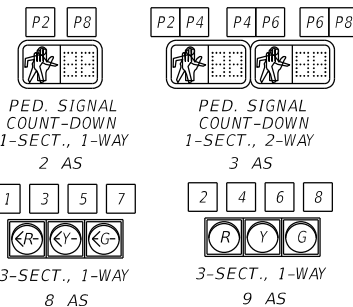 P2 P8
PED. SIGNAL
COUNT-DOWN
1-SECT., 1-WAY
2 AS
P2 P4 P4 P6 P6 P8
PED. SIGNAL
COUNT-DOWN
1-SECT., 2-WAY
3 AS
1 3 5 7
<R- <Y- <G-
3-SECT., 1-WAY
8 AS
2 4 6 8
R Y G
3-SECT., 1-WAY
9 AS